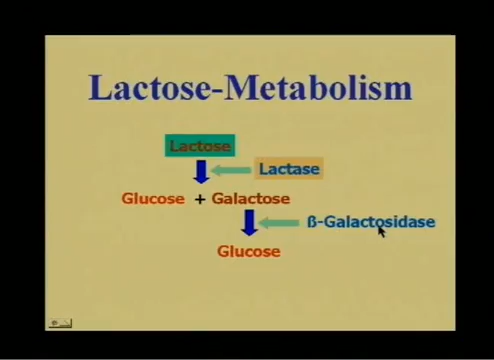 Lactose-Metabolism
Lactose
Lactase
Glucose + Galactose
ß-Galactosidase
Glucose